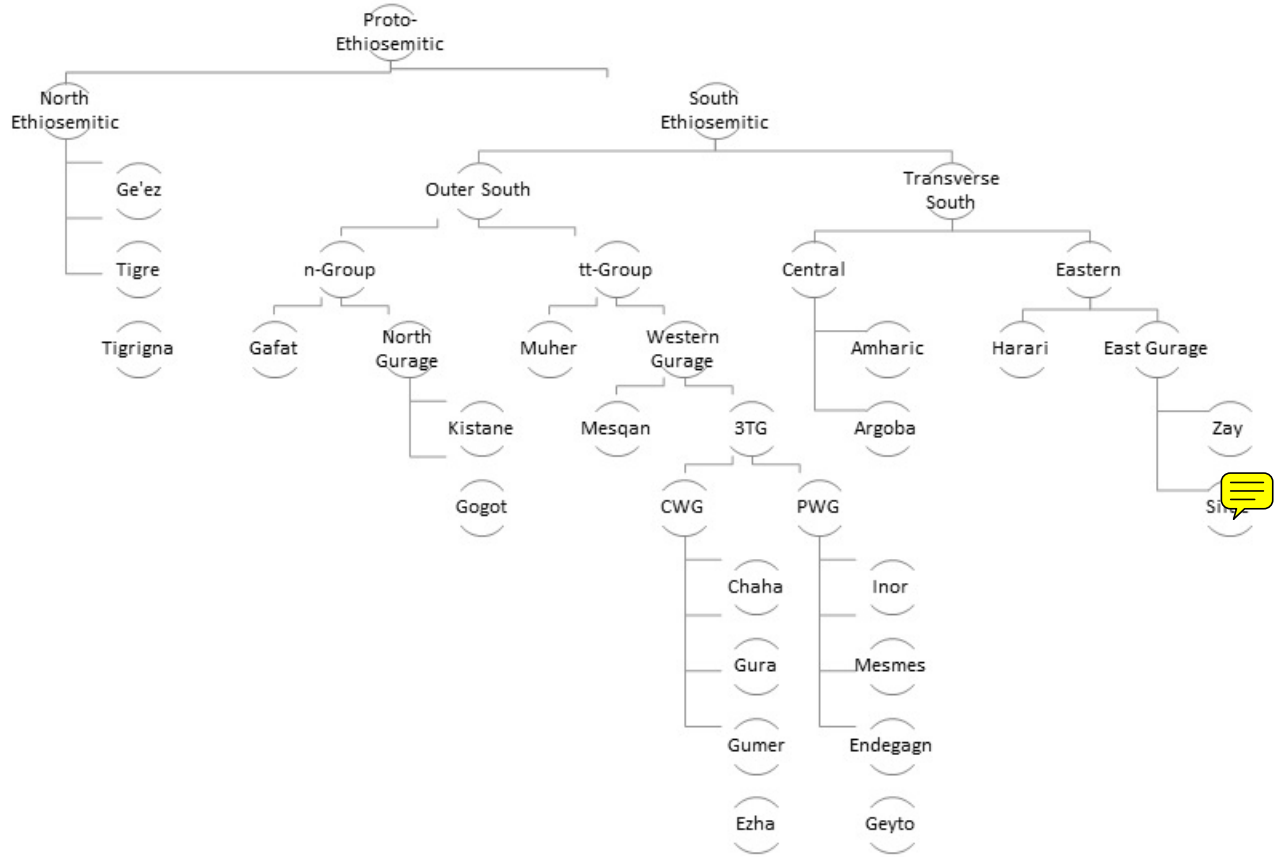 Proto-
Ethiosemitic
North
Ethiosemitic
South
Ethiosemitic
Ge'ez
Outer South
Transverse
South
Tigre
n-Group
tt-Group
Central
Eastern
Tigrigna
Gafat
North
Gurage
Muher
Western
Gurage
Amharic
Harari
East Gurage
Kistane
Mesqan
3TG
Argoba
Zay
Gogot
CWG
PWG
Chaha
Inor
Gura
Mesmes
Gumer
Endegagn
Ezha
Geyto